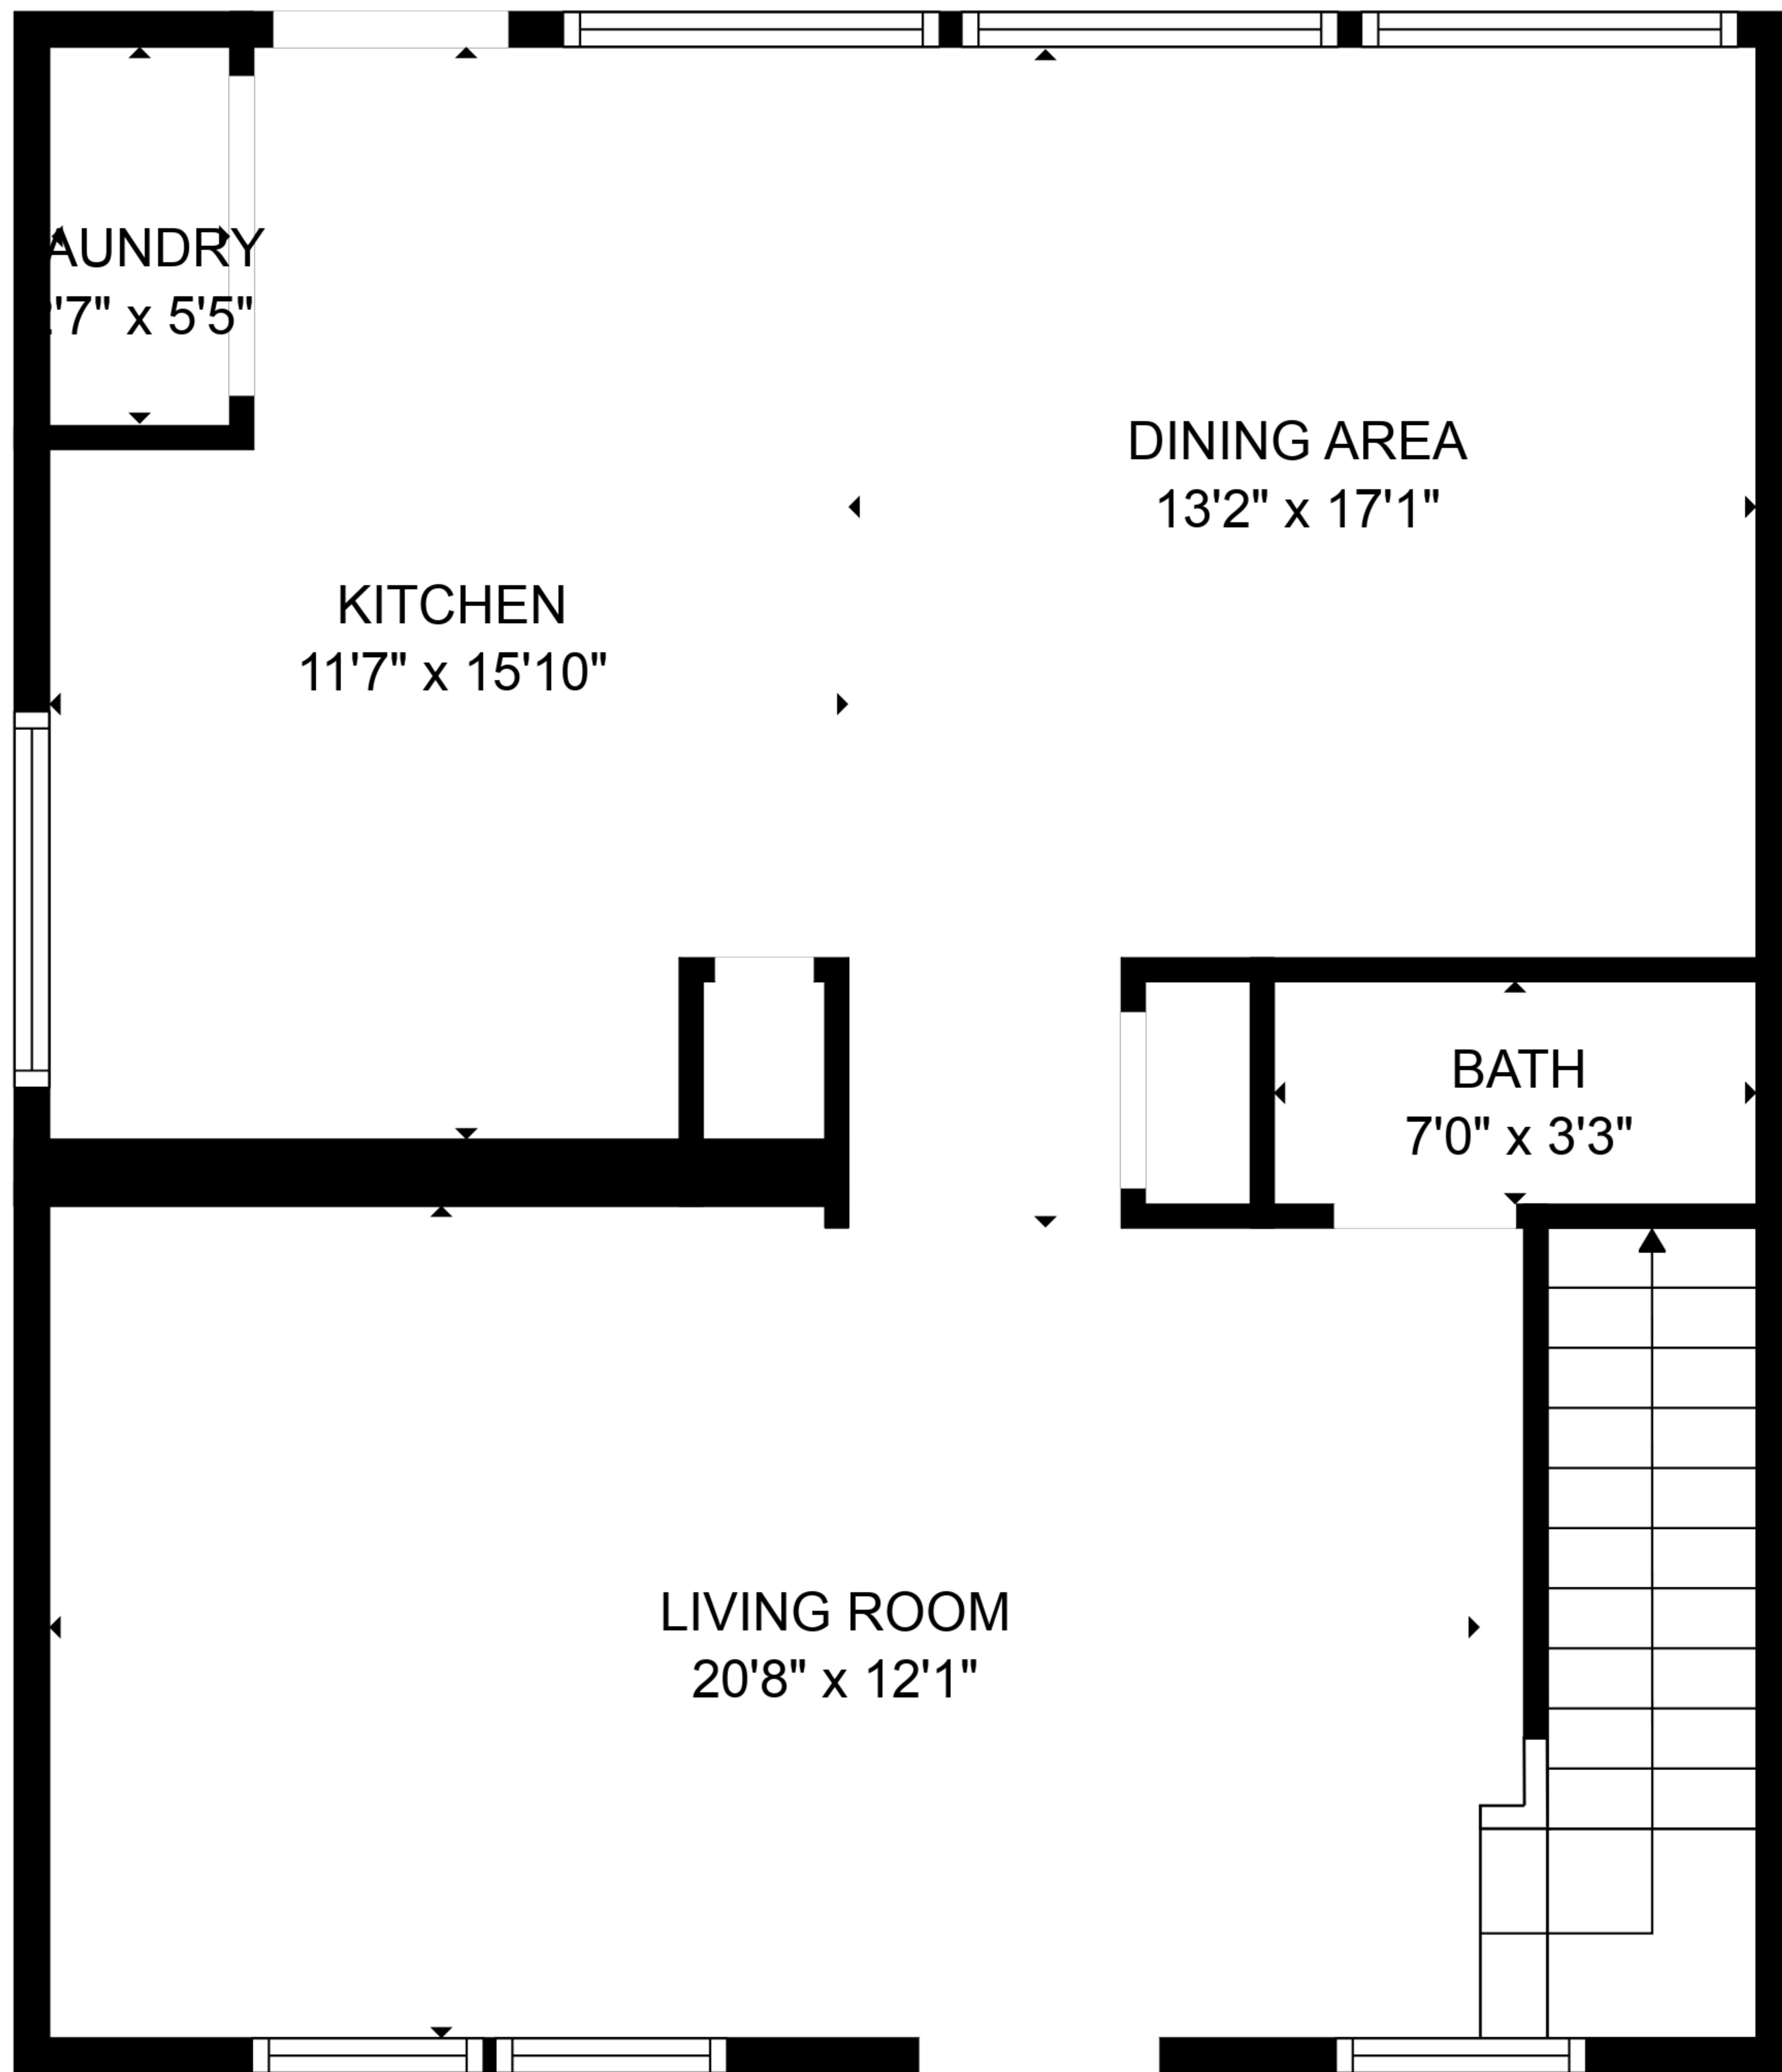 AUNDRY
'7" x 5'5"
DINING AREA
13'2" x 17'1"
KITCHEN
11'7" x 15'10"
BATH
7'0" x 3'3"
LIVING ROOM
20'8" x 12'1"